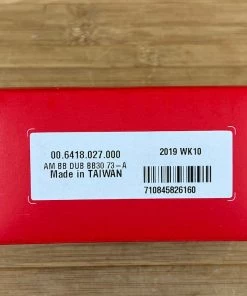 00.6418.027.000
AM BB DUB BB30 73-A
Made in TAIWAN
2019 WK10
710845826160